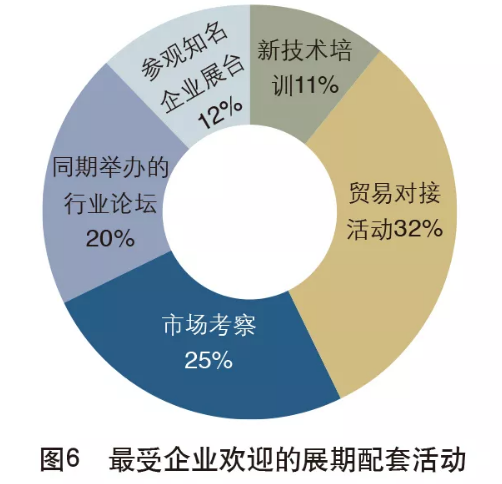 新技术培
训11%
贸易对接
活动32%
市场考察
25%
同期举办的
行业论坛
20%
参观知名
企业展台
12%
图6 最受企业欢迎的展期配套活动